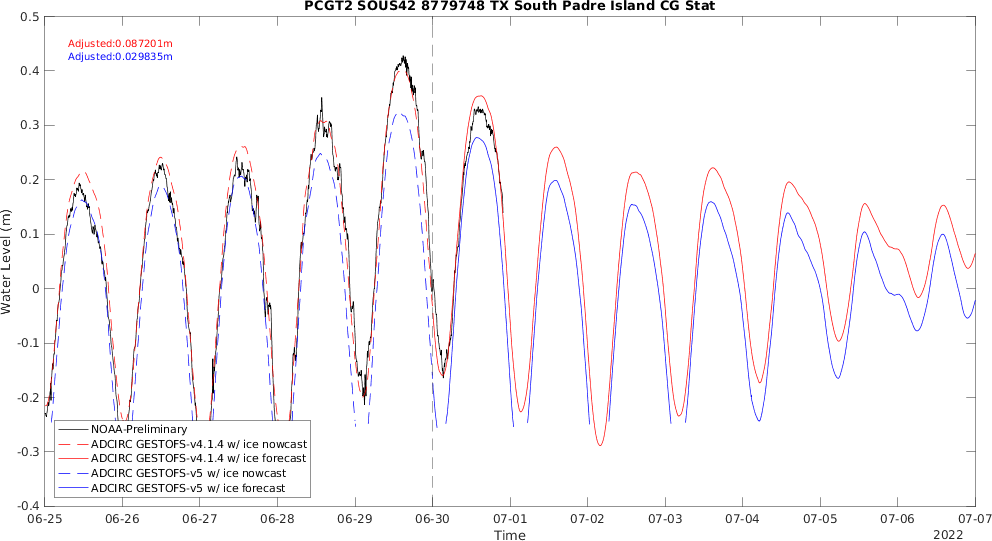 PCGT2 SOUS42 8779748 TX South Padre Island CG Stat
Adjusted:0.087201m
Adjusted:0.029835m
0.5
0.4
0.3
0.2
0.1
0
-0.1
-0.2
-0.3
-0.4
Water Level (m)
NOAA-Preliminary
ADCIRC GESTOFS-v4.1.4 w/ ice nowcast
ADCIRC GESTOFS-v4.1.4 w/ ice forecast
ADCIRC GESTOFS-v5 w/ ice nowcast
ADCIRC GESTOFS-v5 w/ ice forecast
06-25 06-26 06-27 06-28 06-29 06-30 07-01 07-02 07-03 07-04 07-05 07-06 07-07
Time
2022